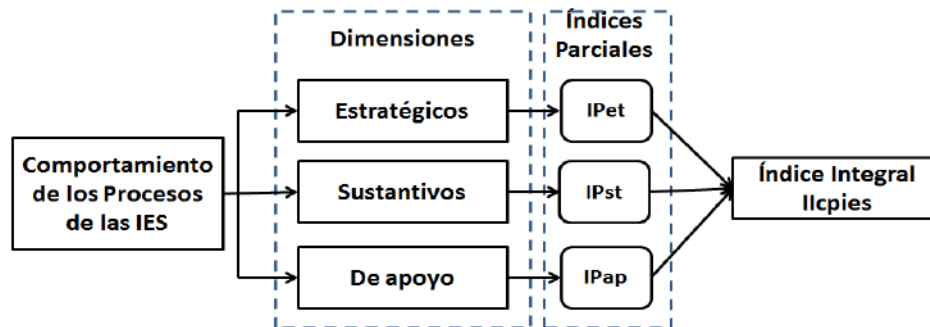 Dimensiones
Índices
Parciales
Estratégicos
IPet
Comportamiento
de los Procesos
de las IES
Sustantivos
IPst
Índice Integral
IIcpies
De apoyo
IPap